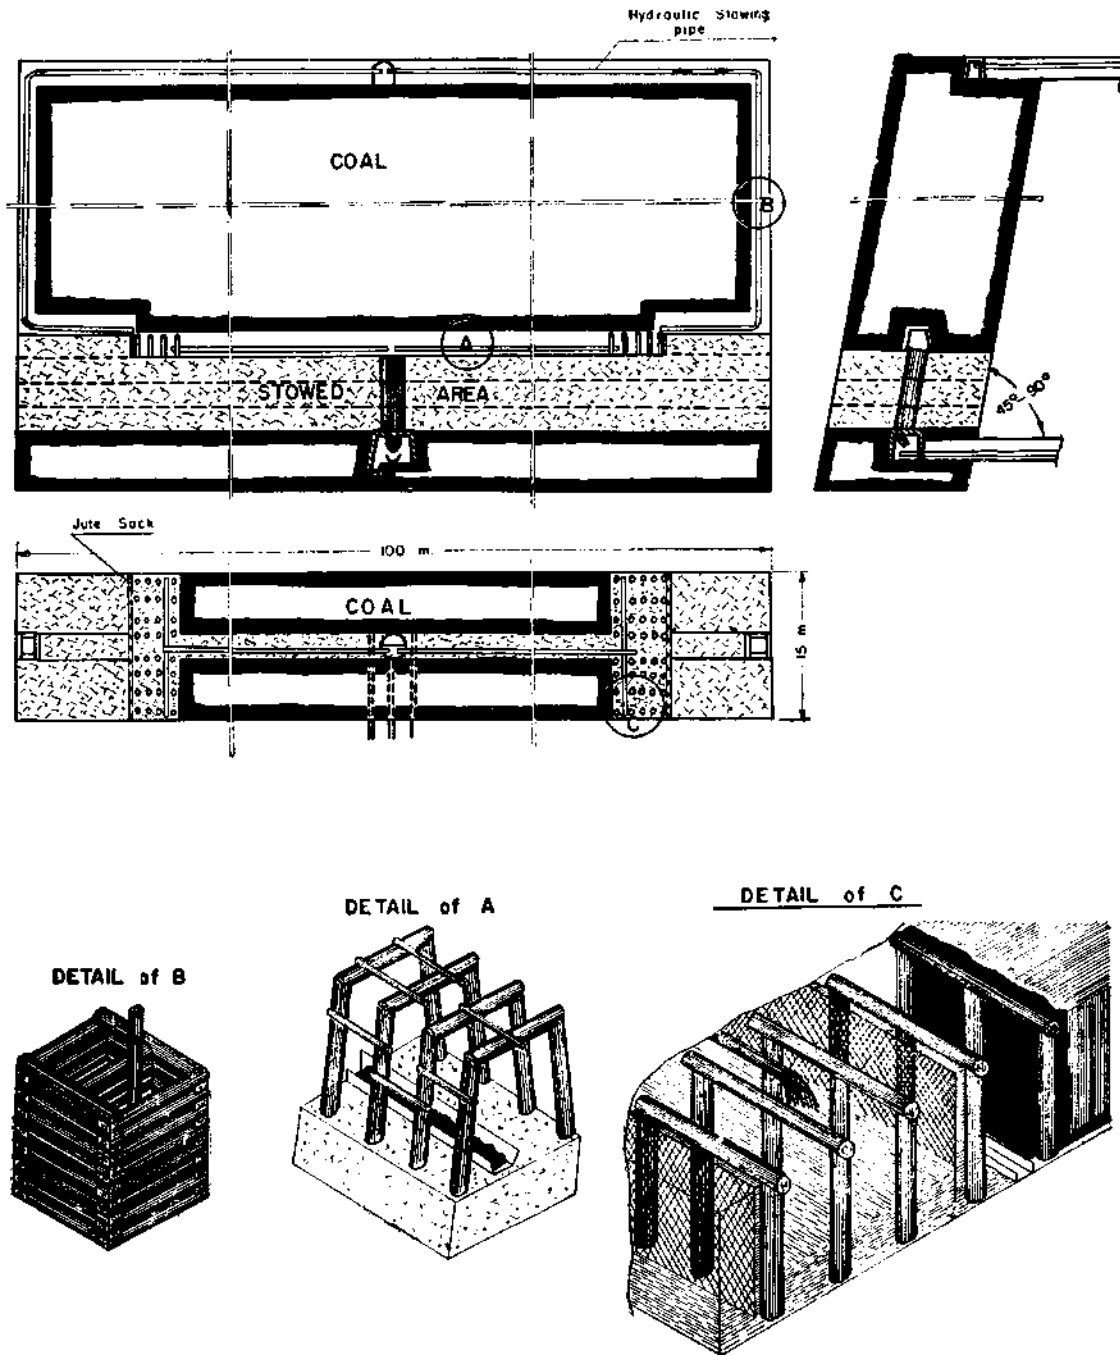 Hydraulic Stowing
pipe
COAL
B
A
STOWED AREA
45° 90°
Jute Sack
100 m.
COAL
15 m
C
DETAIL of A
DETAIL of C
DETAIL of B